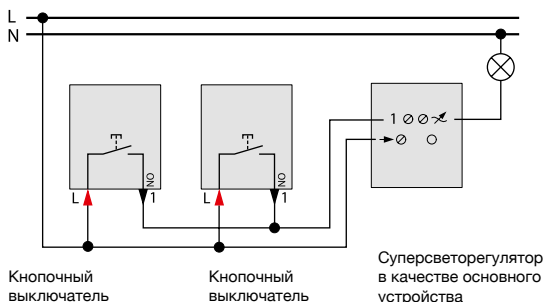 L
N
1
L
NO
1
L
NO
1
Кнопочный
выключатель
Кнопочный
выключатель
Суперсветорегулятор
в качестве основного
устройства